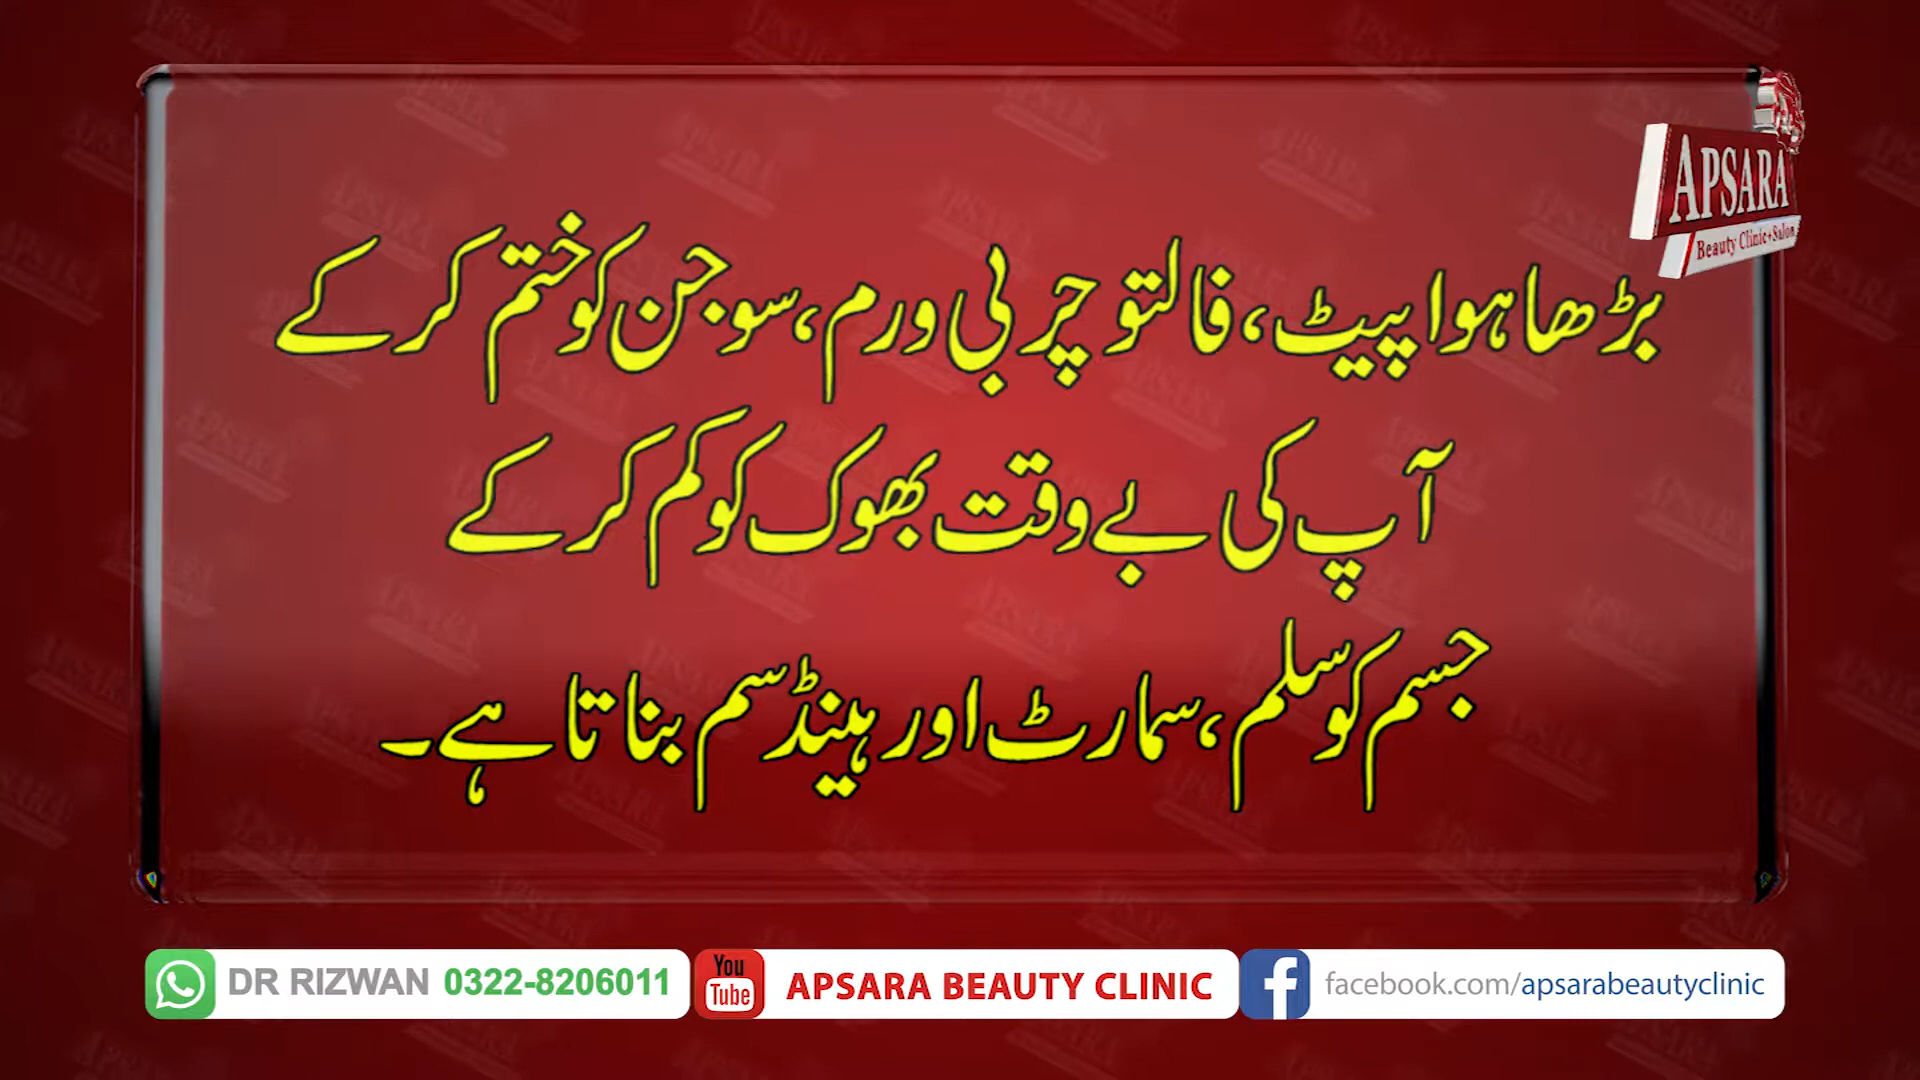 APSARA
Beauty Clinic+Salon
بڑھا ہوا پیٹ، فالتو چربی ورم، سوجن کو ختم کر کے
آپ کی بے وقت بھوک کو کم کر کے
جسم کو سلم، سمارٹ اور ہینڈسم بناتا ہے۔
DR RIZWAN 0322-8206011
You Tube APSARA BEAUTY CLINIC
facebook.com/apsarabeautyclinic